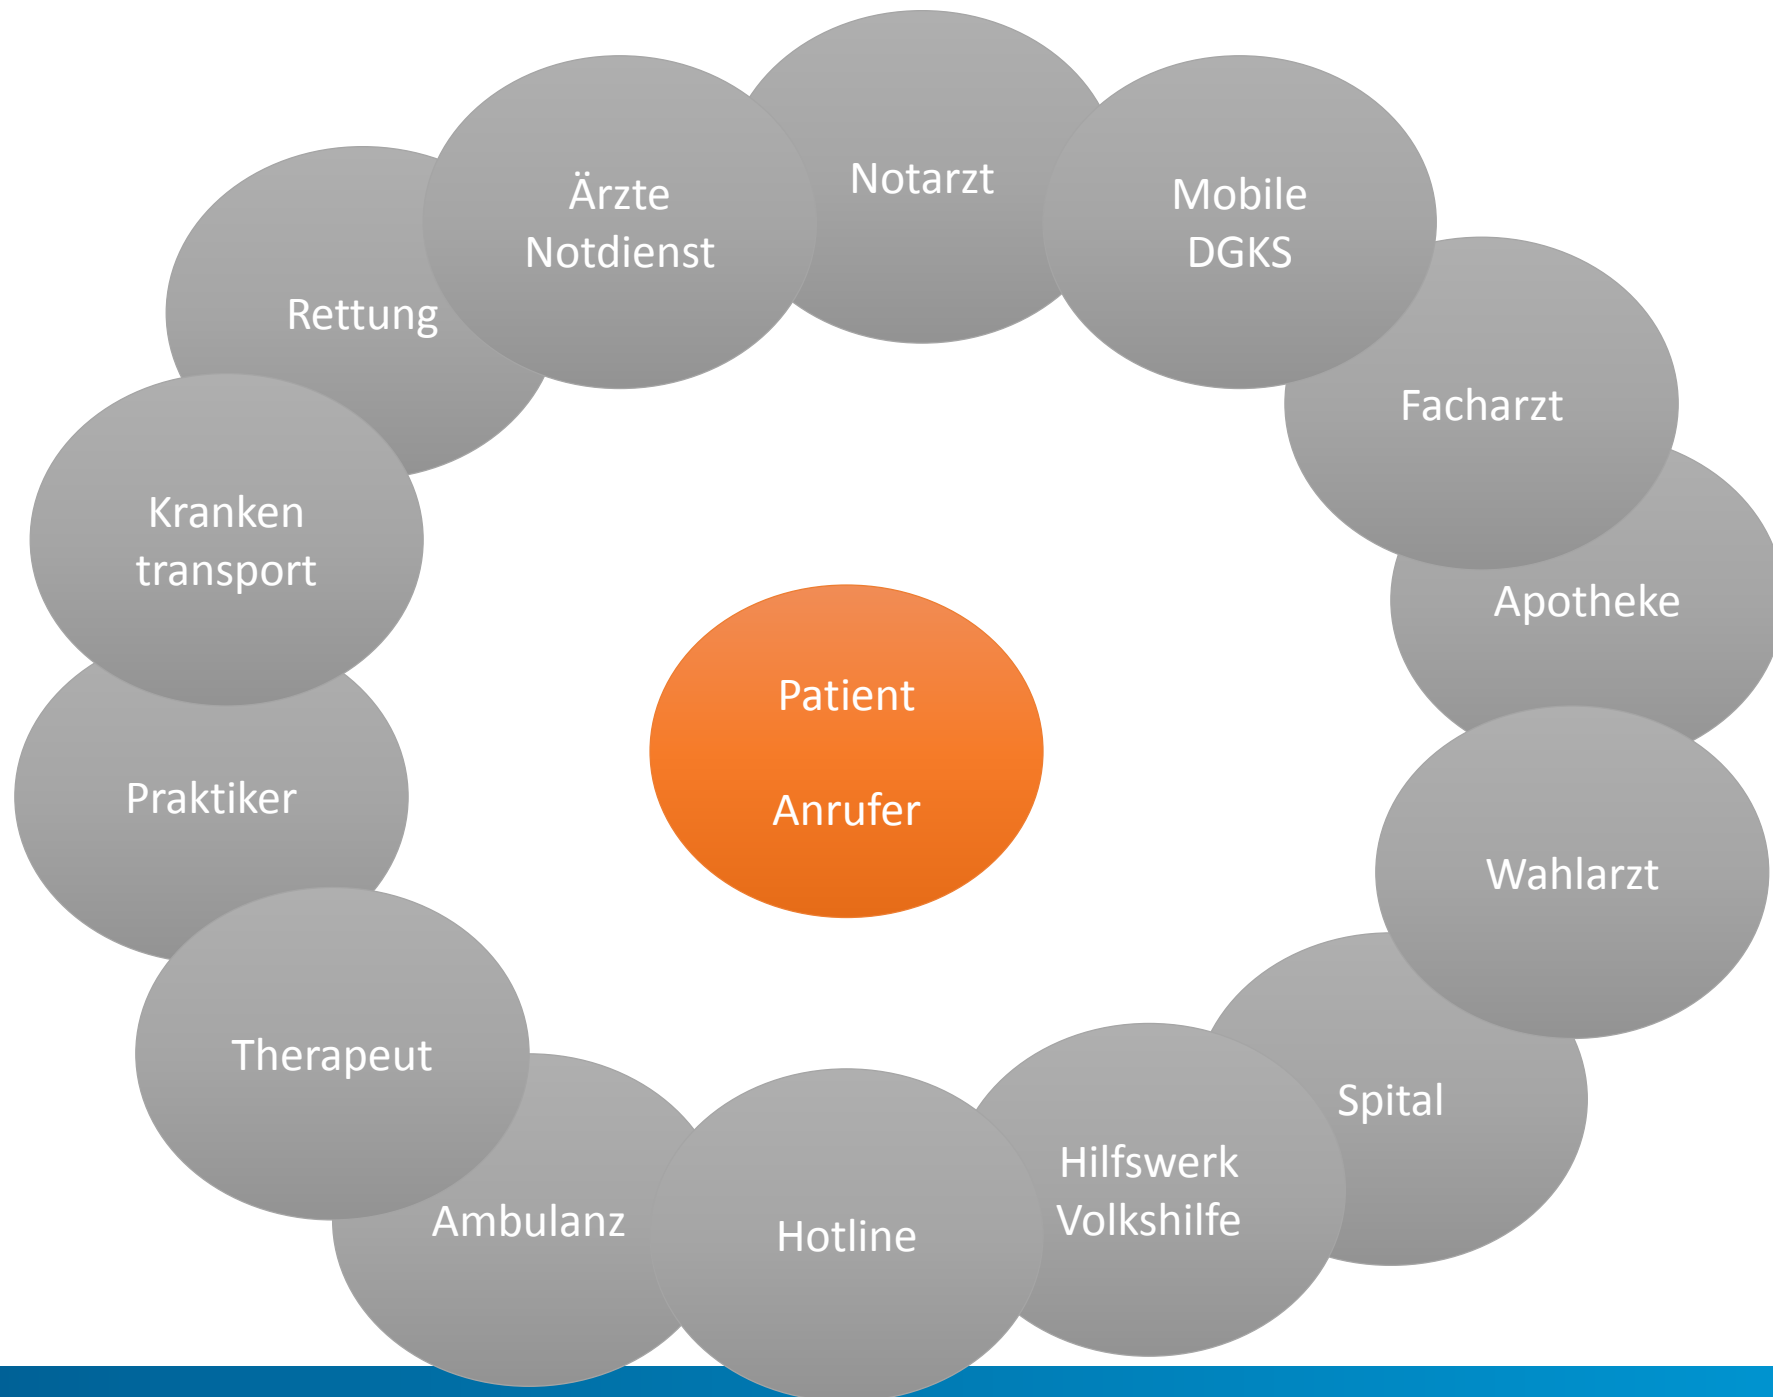 Notarzt
Ärzte
Notdienst
Mobile
DGKS
Rettung
Facharzt
Kranken
transport
Apotheke
Patient
Anrufer
Praktiker
Wahlarzt
Therapeut
Spital
Hilfswerk
Volkshilfe
Ambulanz
Hotline